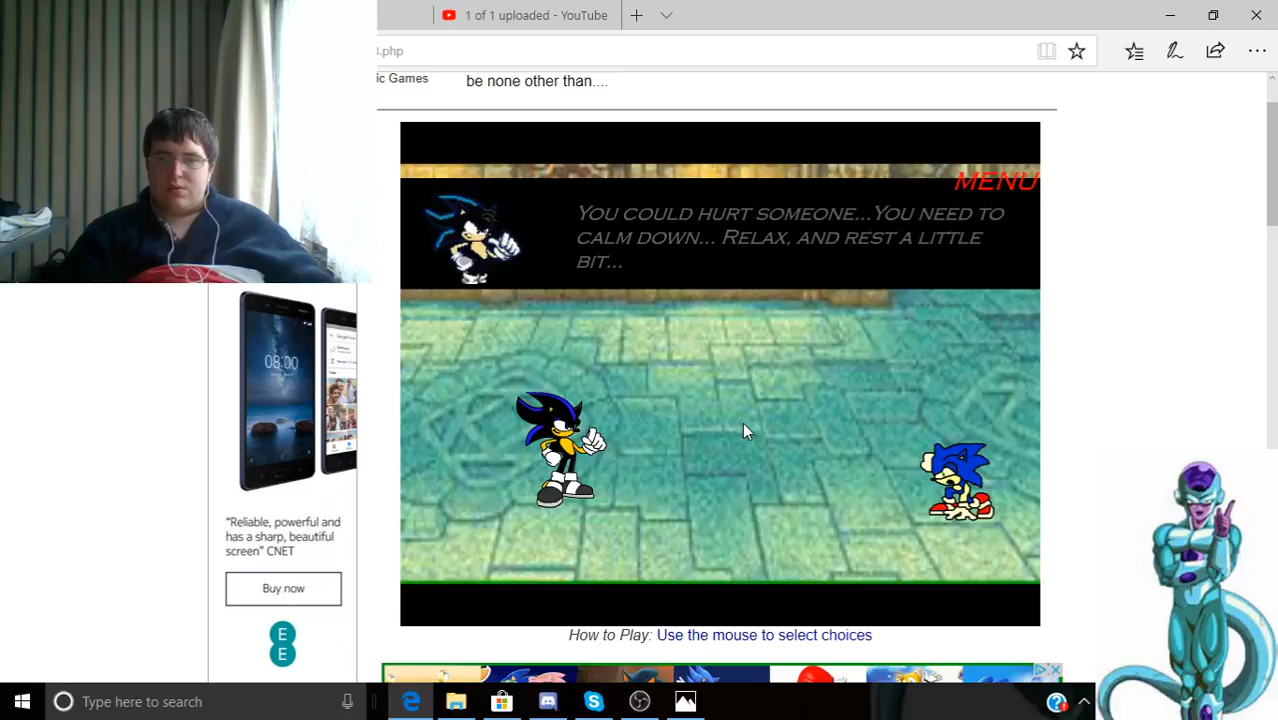 1 of 1 uploaded - YouTube
3.php
ic Games
be none other than....
MENU
YOU COULD HURT SOMEONE...YOU NEED TO
CALM DOWN... RELAX, AND REST A LITTLE
BIT...
08:00
“Reliable, powerful and
has a sharp, beautiful
screen” CNET
Buy now
E
E
How to Play: Use the mouse to select choices
Type here to search